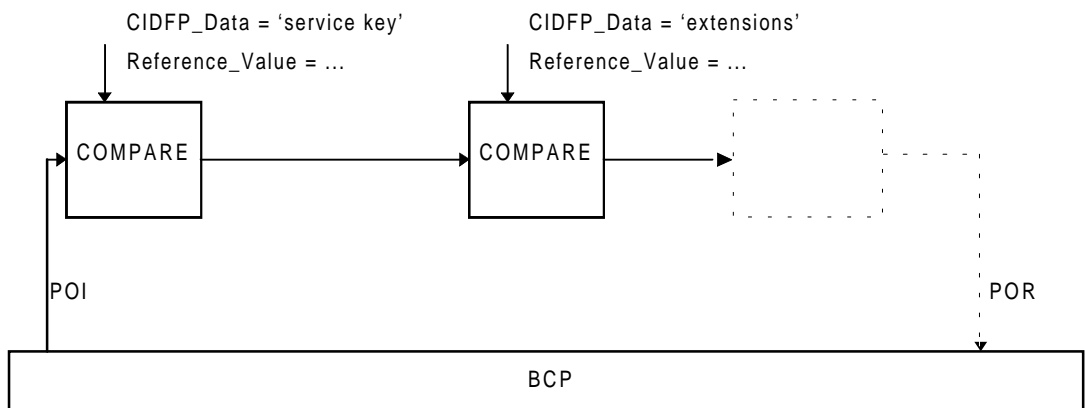 CIDFP_Data = ‘service key’
Reference_Value = ...
CIDFP_Data = ‘extensions’
Reference_Value = ...
COMPARE
COMPARE
POI
POR
BCP